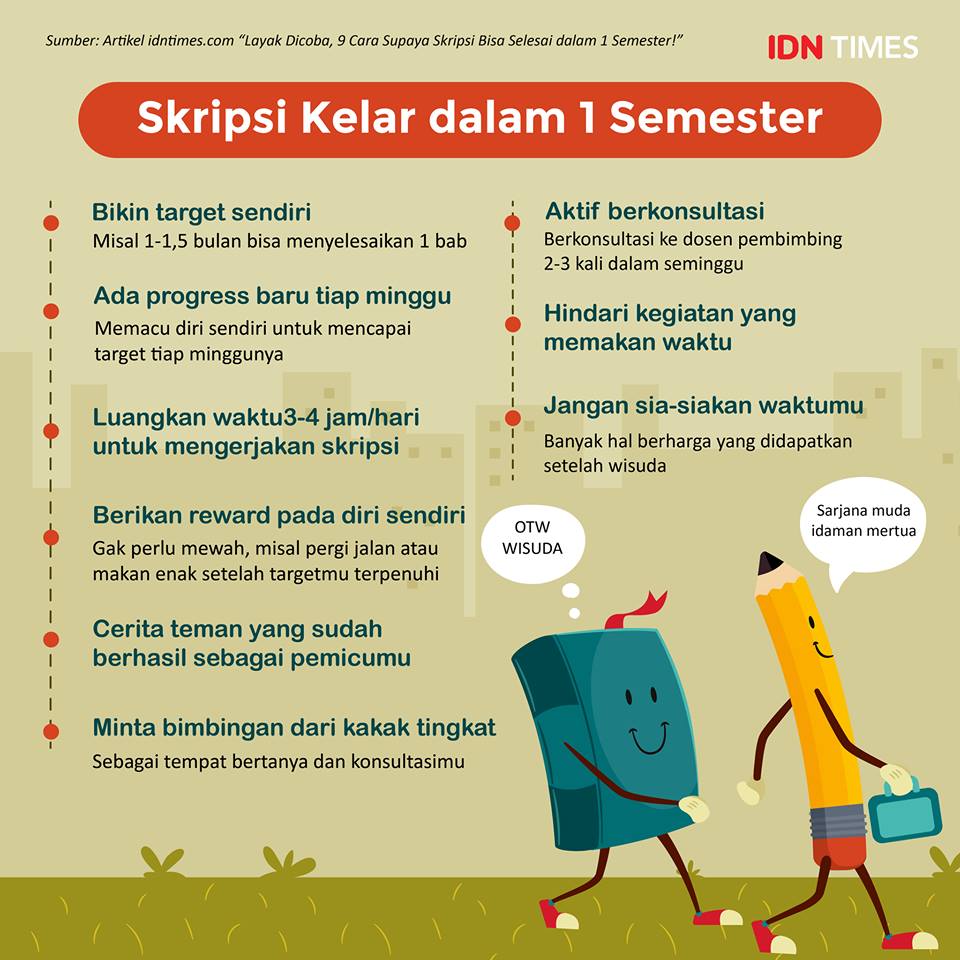 Sumber: Artikel idntimes.com “Layak Dicoba, 9 Cara Supaya Skripsi Bisa Selesai dalam 1 Semester!”
IDN TIMES
Skripsi Kelar dalam 1 Semester
Bikin target sendiri
Misal 1-1,5 bulan bisa menyelesaikan 1 bab
Ada progress baru tiap minggu
Memacu diri sendiri untuk mencapai
target tiap minggunya
Luangkan waktu3-4 jam/hari
untuk mengerjakan skripsi
Berikan reward pada diri sendiri
Gak perlu mewah, misal pergi jalan atau
makan enak setelah targetmu terpenuhi
Cerita teman yang sudah
berhasil sebagai pemicumu
Minta bimbingan dari kakak tingkat
Sebagai tempat bertanya dan konsultasimu
Aktif berkonsultasi
Berkonsultasi ke dosen pembimbing
2-3 kali dalam seminggu
Hindari kegiatan yang
memakan waktu
Jangan sia-siakan waktumu
Banyak hal berharga yang didapatkan
setelah wisuda
OTW
WISUDA
Sarjana muda
idaman mertua